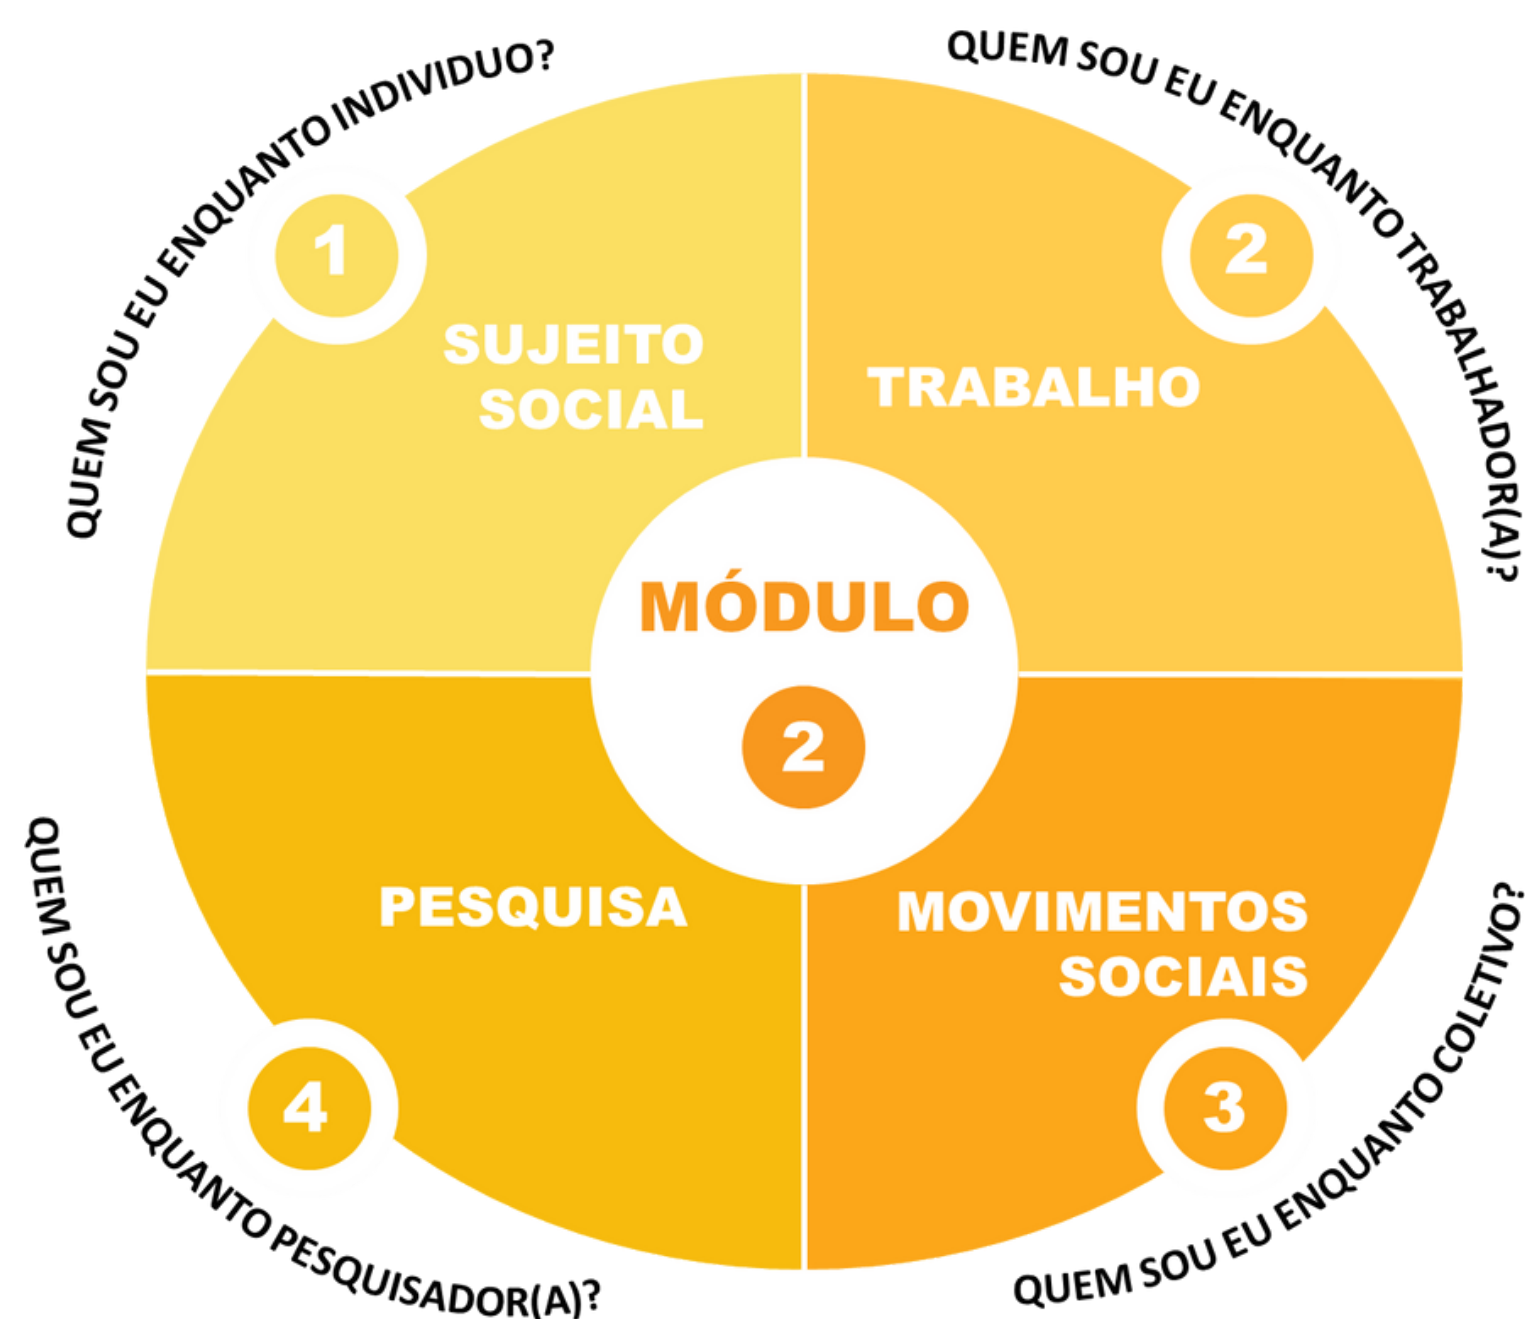 QUEM SOU EU ENQUANTO INDIVIDUO?
1
SUJEITO
SOCIAL
QUEM SOU EU ENQUANTO TRABALHADOR(A)?
2
TRABALHO
MÓDULO
2
MOVIMENTOS
SOCIAIS
3
QUEM SOU EU ENQUANTO COLETIVO?
PESQUISA
4
QUEM SOU EU ENQUANTO PESQUISADOR(A)?